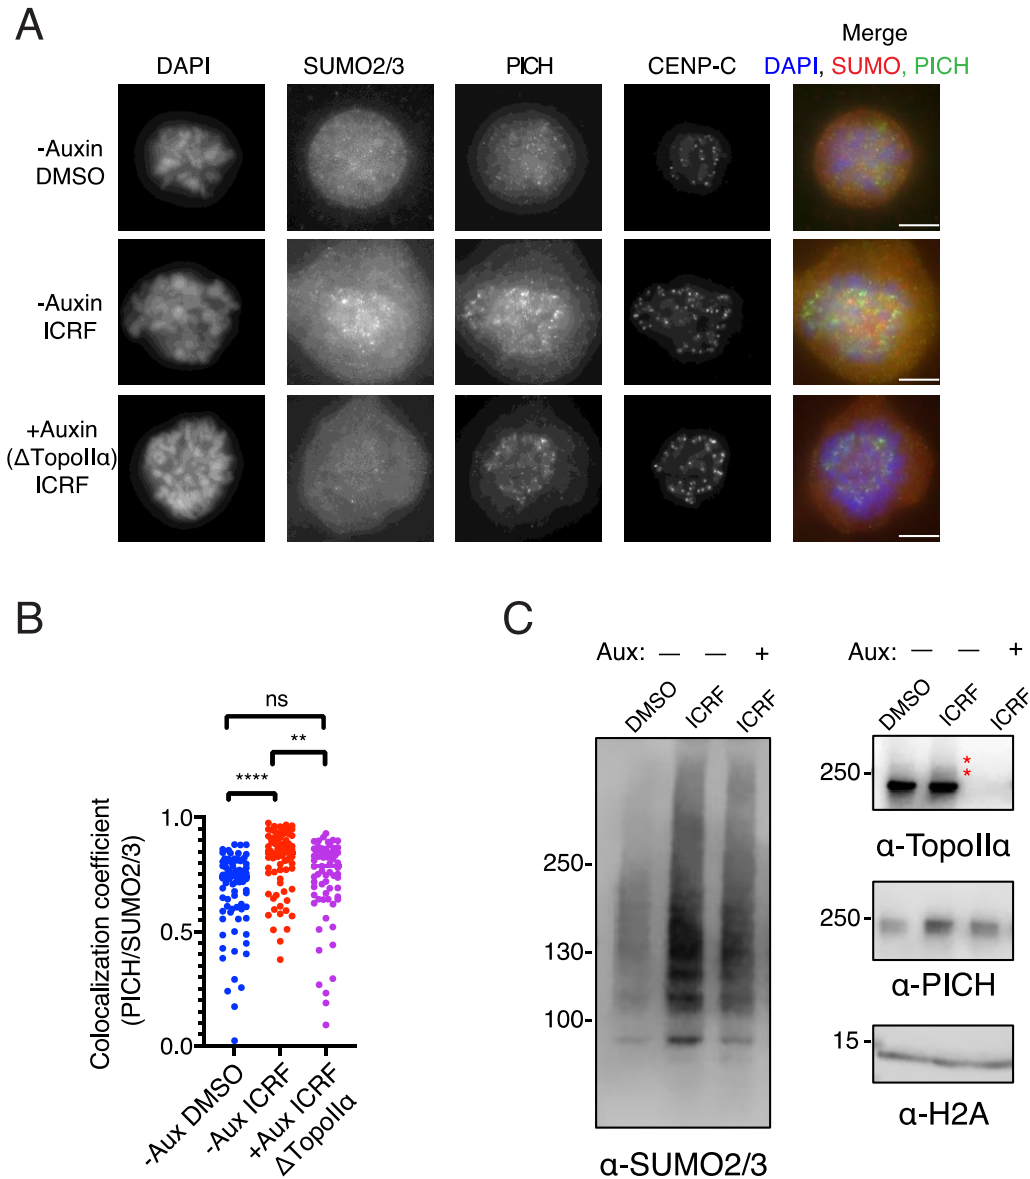 A
Merge
DAPI SUMO2/3 PICH CENP-C DAPI, SUMO, PICH
-Auxin
DMSO
-Auxin
ICRF
+Auxin
(ΔTopoIIα)
ICRF
B
ns
**
****
1.0
0.5
0.0
Colocalization coefficient
(PICH/SUMO2/3)
-Aux DMSO
-Aux ICRF
+Aux ICRF
ΔTopoIIα
C
Aux: — — +
DMSO ICRF ICRF
250-
130-
100-
α-SUMO2/3
Aux: — — +
DMSO ICRF ICRF
250-
*
*
α-TopoIIα
250-
α-PICH
15-
α-H2A